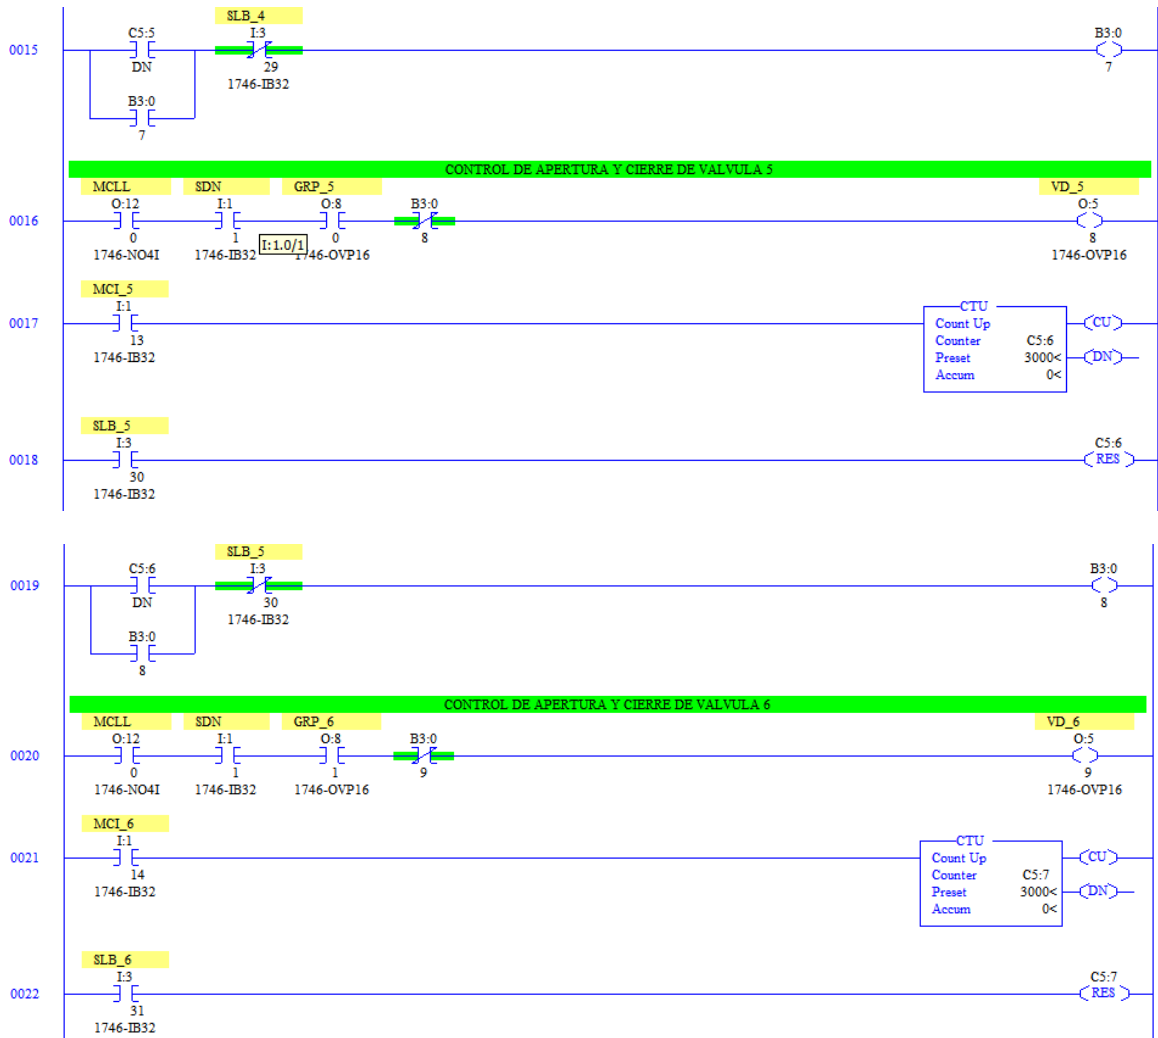 SLB_4
C5:5 I:3 B3:0
0015
DN 29 7
1746-IB32
B3:0
7
CONTROL DE APERTURA Y CIERRE DE VALVULA 5
MCLL SDN GRP_5 VD_5
O:12 I:1 O:8 B3:0 O:5
0016
0 1 0 8 8
I:1.0/1
1746-NO4I 1746-IB32 1746-OVP16 1746-OVP16
MCI_5
I:1 CTU
0017 Count Up CU
13 Counter C5:6
1746-IB32 Preset 3000< DN
Accum 0<
SLB_5
I:3 C5:6
0018 RES
30
1746-IB32
SLB_5
C5:6 I:3 B3:0
0019
DN 30 8
1746-IB32
B3:0
8
CONTROL DE APERTURA Y CIERRE DE VALVULA 6
MCLL SDN GRP_6 VD_6
O:12 I:1 O:8 B3:0 O:5
0020
0 1 1 9 9
1746-NO4I 1746-IB32 1746-OVP16 1746-OVP16
MCI_6
I:1 CTU
0021 Count Up CU
14 Counter C5:7
1746-IB32 Preset 3000< DN
Accum 0<
SLB_6
I:3 C5:7
0022 RES
31
1746-IB32